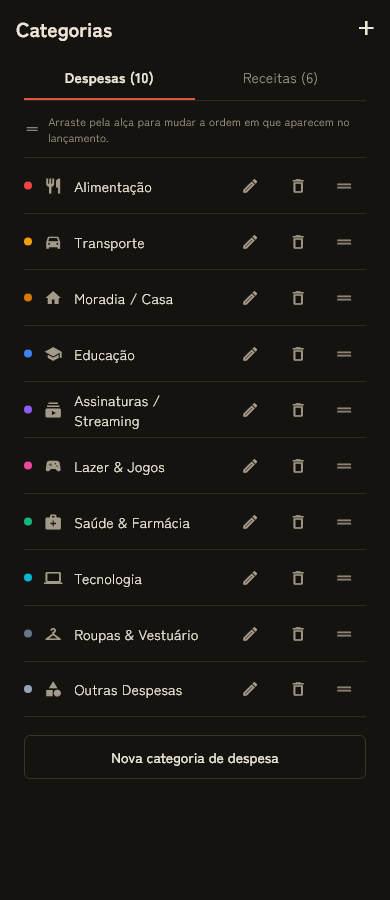 Categorias
Despesas (10)
Receitas (6)
Arraste pela alça para mudar a ordem em que aparecem no
lançamento.
Alimentação
Transporte
Moradia / Casa
Educação
Assinaturas /
Streaming
Lazer & Jogos
Saúde & Farmácia
Tecnologia
Roupas & Vestuário
Outras Despesas
Nova categoria de despesa